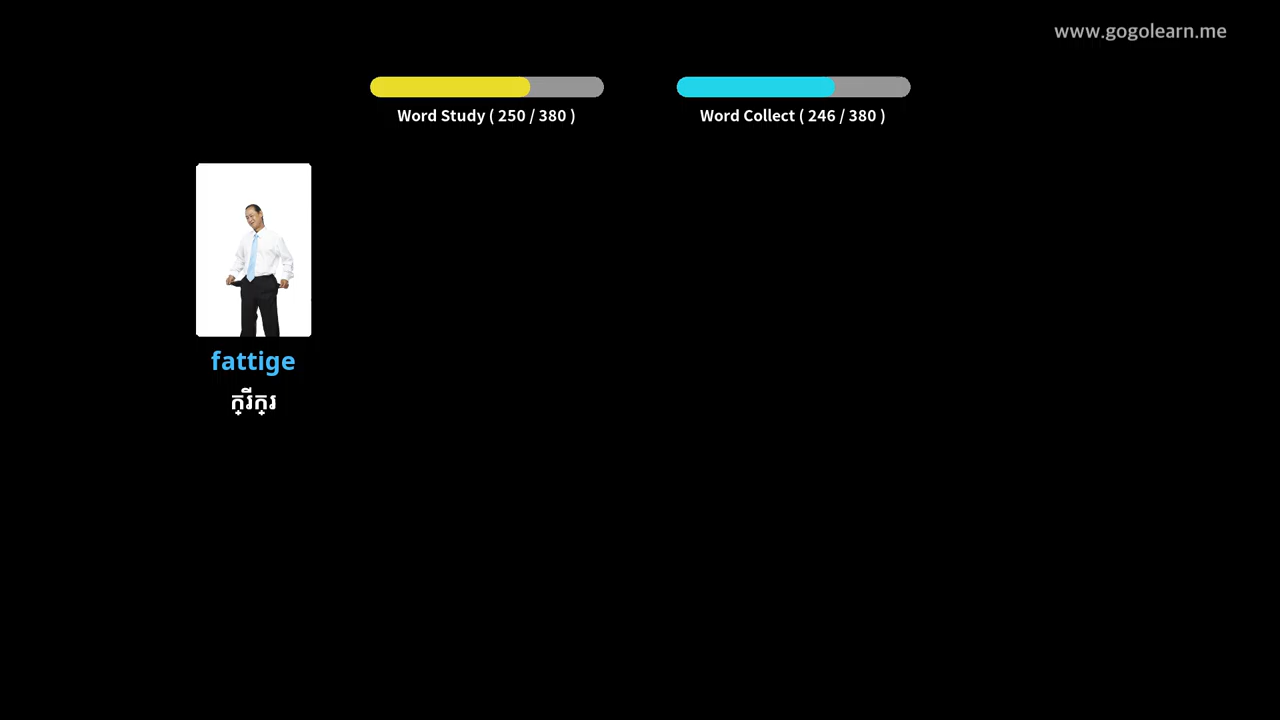 www.gogolearn.me
Word Study ( 250 / 380 )
Word Collect ( 246 / 380 )
fattige
ក្រីក្រ